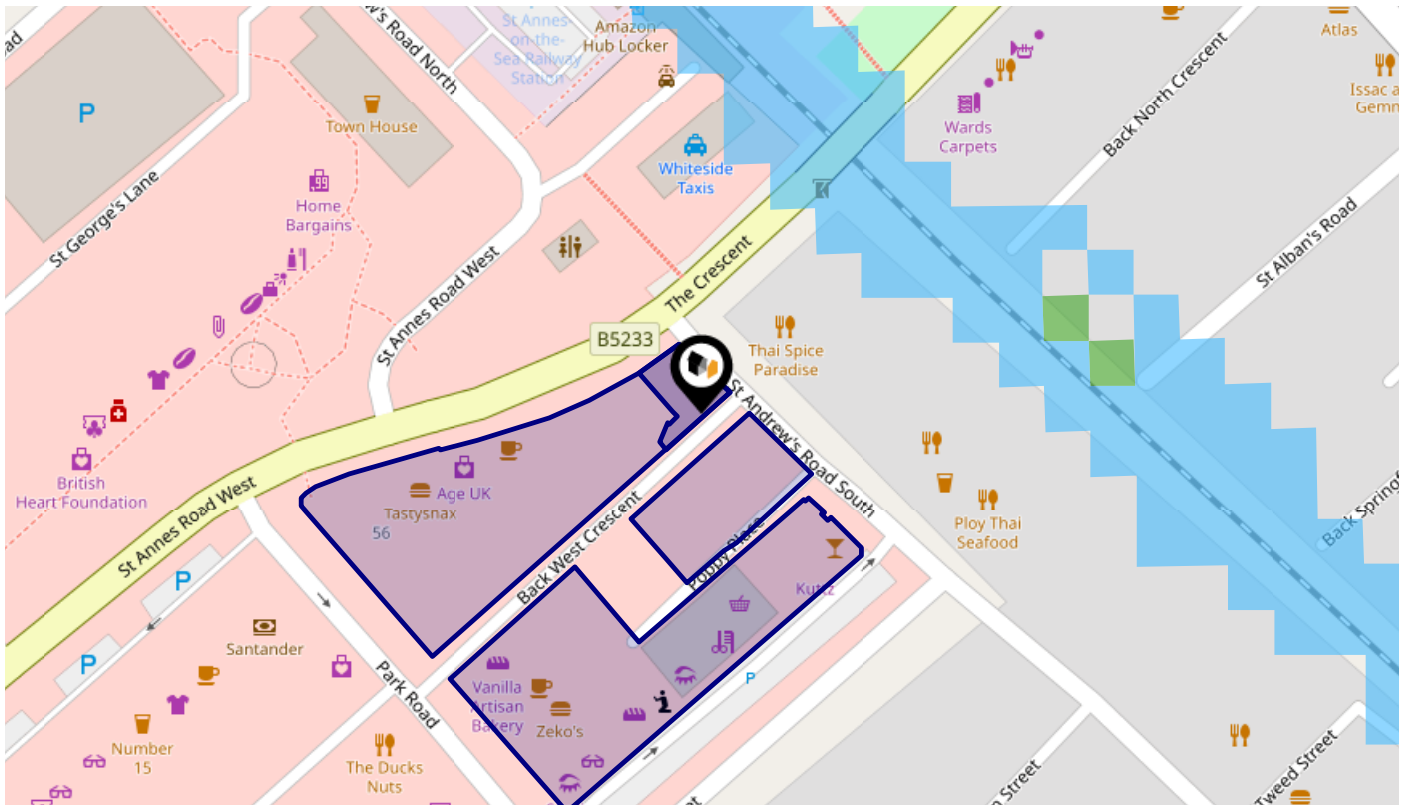 St Annes-
on-the-
Sea Railway
Station
Amazon
Hub Locker
Atlas
Town House
Whiteside
Taxis
Wards
Carpets
Back North Crescent
St George's Lane
Home
Bargains
St Annes Road West
The Crescent
St Alban's Road
B5233
Thai Spice
Paradise
St Andrew's Road South
British
Heart Foundation
Age UK
Tastysnax
56
St Annes Road West
Back West Crescent
Poppy Place
Ploy Thai
Seafood
P
P
P
P
Kuttz
Santander
Vanilla
Artisan
Bakery
Zeko's
Park Road
Number
15
The Ducks
Nuts
Tweed Street